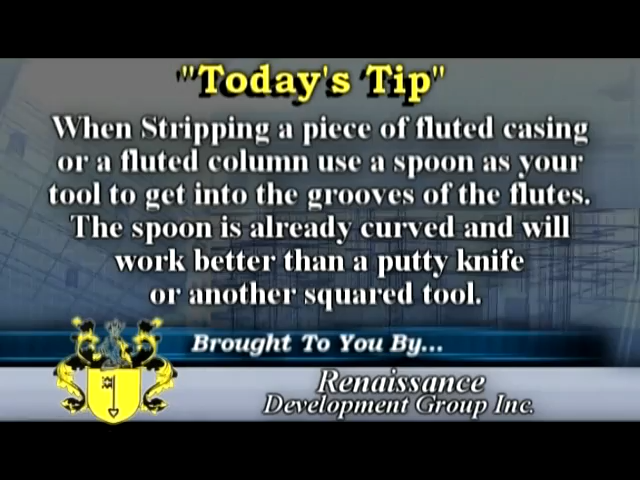 "Today's Tip"
When Stripping a piece of fluted casing
or a fluted column use a spoon as your
tool to get into the grooves of the flutes.
The spoon is already curved and will
work better than a putty knife
or another squared tool.
Brought To You By...
Renaissance
Development Group Inc.